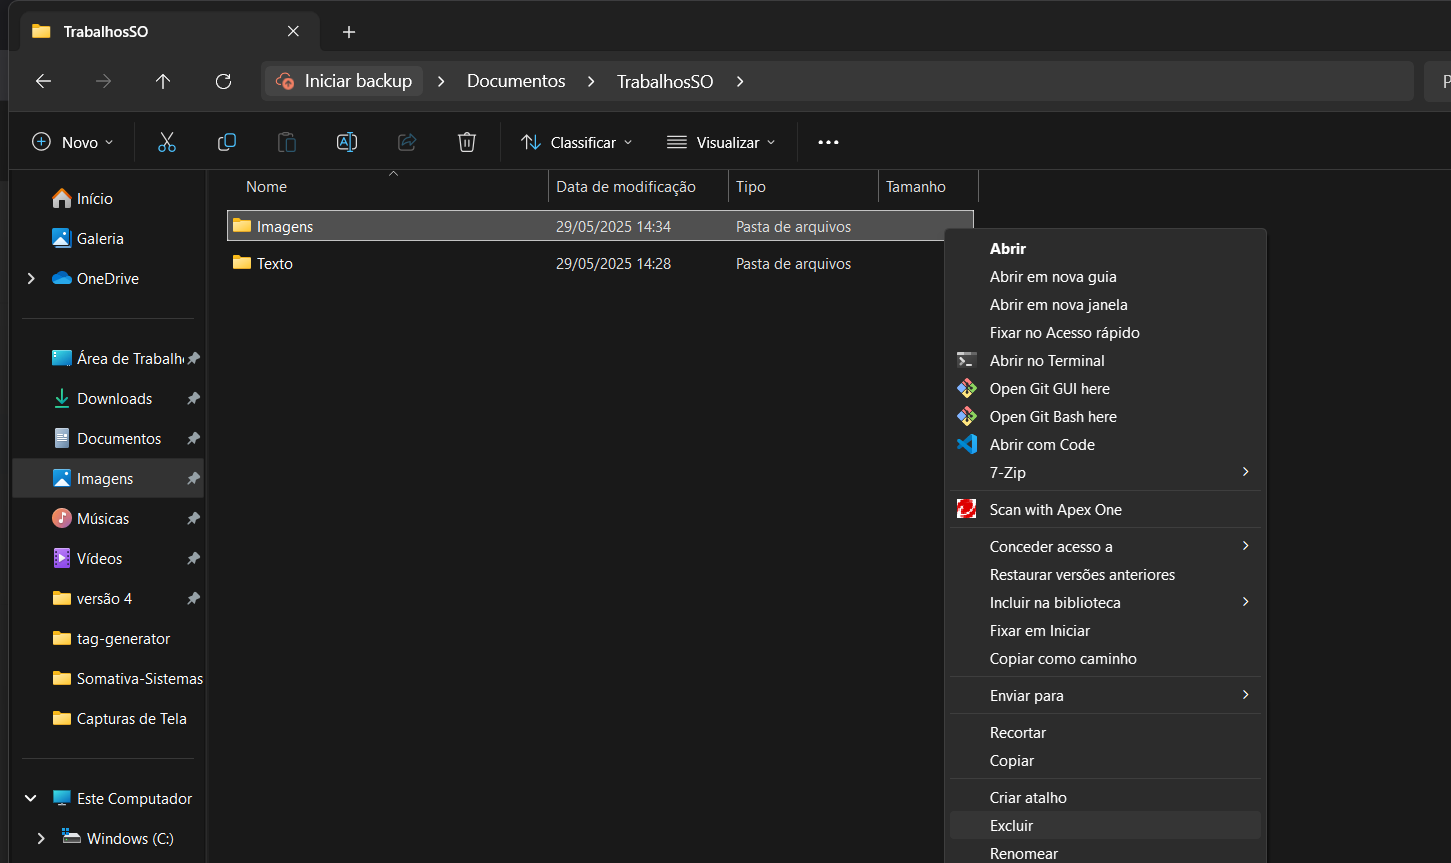 TrabalhosSO
Iniciar backup > Documentos > TrabalhosSO >
Novo Classificar Visualizar
Nome Data de modificação Tipo Tamanho
Imagens 29/05/2025 14:34 Pasta de arquivos
Texto 29/05/2025 14:28 Pasta de arquivos
Início
Galeria
OneDrive
Área de Trabalh
Downloads
Documentos
Imagens
Músicas
Vídeos
versão 4
tag-generator
Somativa-Sistemas
Capturas de Tela
Este Computador
Windows (C:)
Abrir
Abrir em nova guia
Abrir em nova janela
Fixar no Acesso rápido
Abrir no Terminal
Open Git GUI here
Open Git Bash here
Abrir com Code
7-Zip
Scan with Apex One
Conceder acesso a
Restaurar versões anteriores
Incluir na biblioteca
Fixar em Iniciar
Copiar como caminho
Enviar para
Recortar
Copiar
Criar atalho
Excluir
Renomear